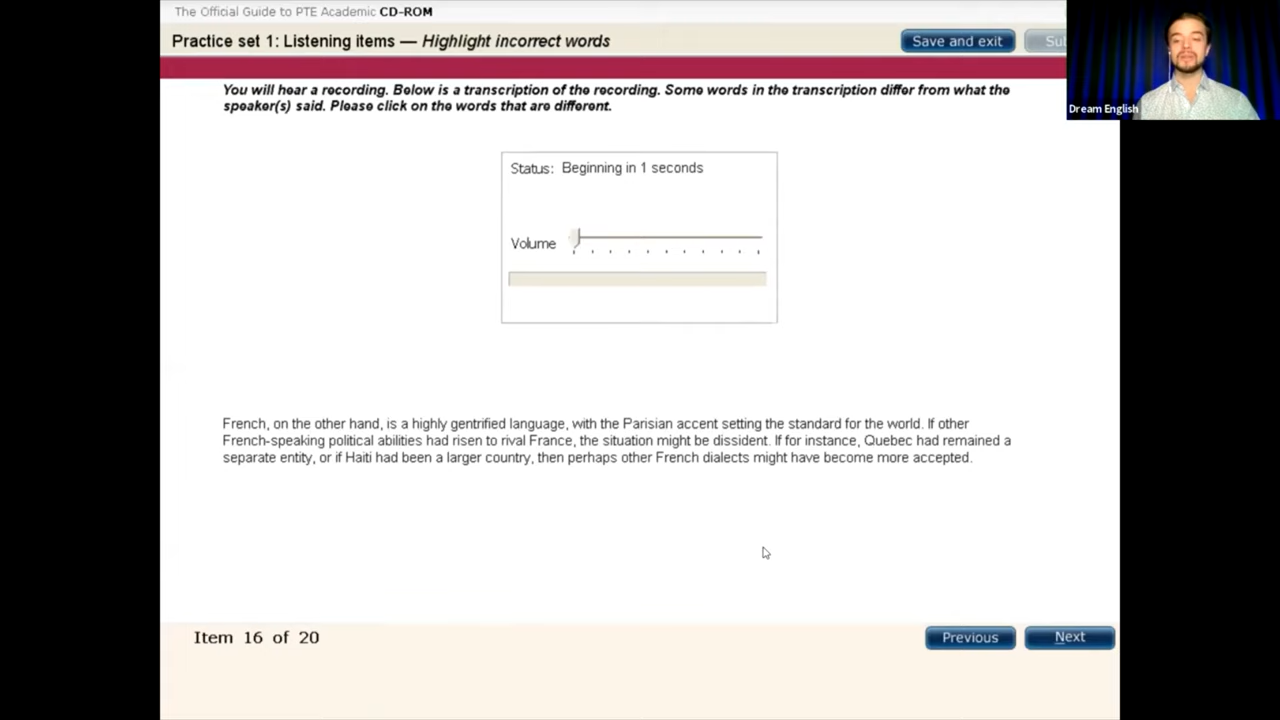 The Official Guide to PTE Academic CD-ROM
Practice set 1: Listening items — Highlight incorrect words
Save and exit
Dream English
You will hear a recording. Below is a transcription of the recording. Some words in the transcription differ from what the
speaker(s) said. Please click on the words that are different.
Status: Beginning in 1 seconds
Volume
French, on the other hand, is a highly gentrified language, with the Parisian accent setting the standard for the world. If other
French-speaking political abilities had risen to rival France, the situation might be dissident. If for instance, Quebec had remained a
separate entity, or if Haiti had been a larger country, then perhaps other French dialects might have become more accepted.
Item 16 of 20
Previous
Next